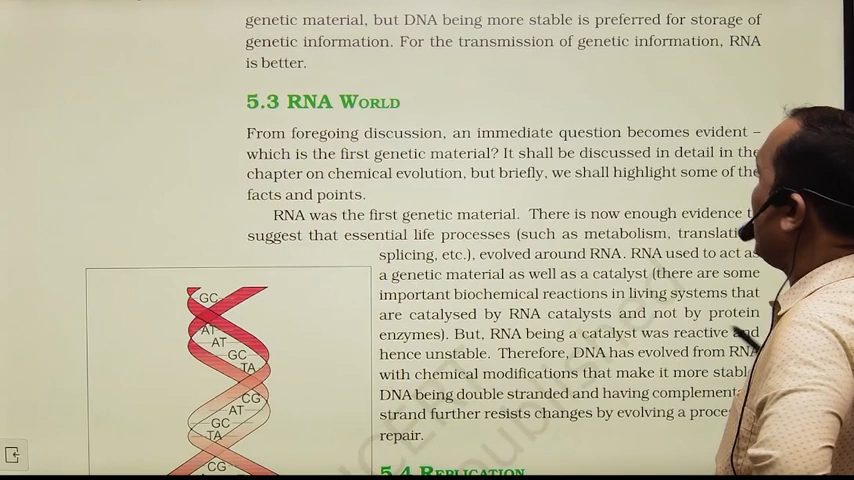 genetic material, but DNA being more stable is preferred for storage of
genetic information. For the transmission of genetic information, RNA
is better.
5.3 RNA WORLD
From foregoing discussion, an immediate question becomes evident –
which is the first genetic material? It shall be discussed in detail in the
chapter on chemical evolution, but briefly, we shall highlight some of the
facts and points.
RNA was the first genetic material. There is now enough evidence
suggest that essential life processes (such as metabolism,
splicing, etc.), evolved around RNA. RNA used to act as
a genetic material as well as a catalyst (there are some
important biochemical reactions in living systems that
are catalysed by RNA catalysts and not by protein
enzymes). But, RNA being a catalyst was reactive and
hence unstable. Therefore, DNA has evolved from RNA
with chemical modifications that make it more
DNA being double stranded and having
strand further resists changes by evolving a
repair.
5.4 REPLICATION
GC
AT
AT
GC
TA
CG
AT
GC
TA
CG